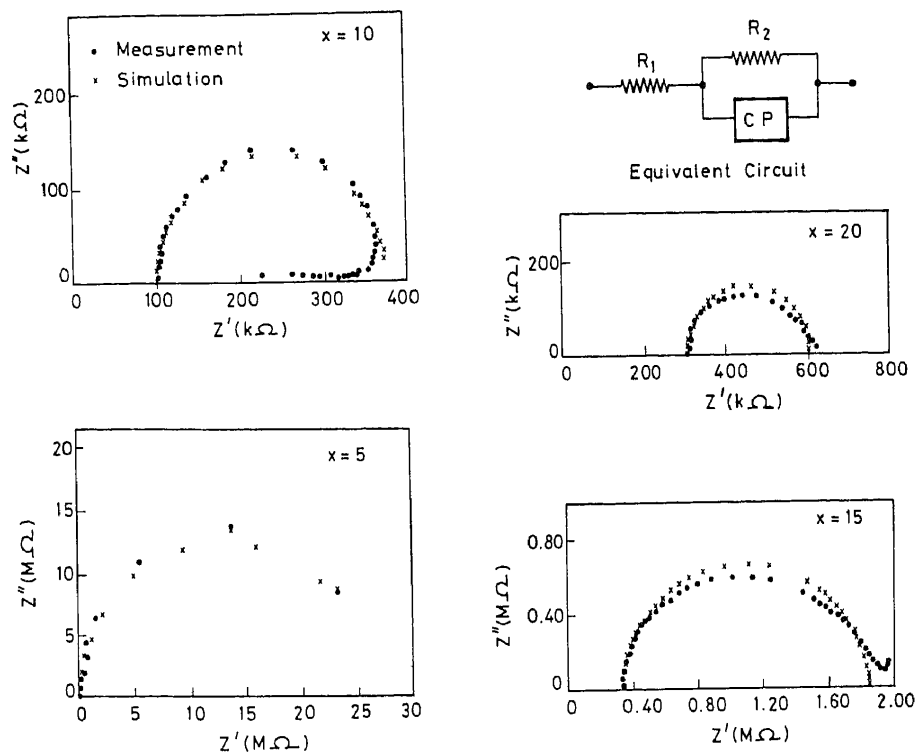 x = 10
• Measurement
x Simulation
200
100
0
Z″(kΩ)
0 100 200 300 400
Z′(kΩ)
R1
R2
CP
Equivalent Circuit
x = 20
200
0
Z″(kΩ)
0 200 400 600 800
Z′(kΩ)
x = 5
20
15
10
5
0
Z″(MΩ)
0 5 10 15 20 25 30
Z′(MΩ)
x = 15
0.80
0.40
0
Z″(MΩ)
0 0.40 0.80 1.20 1.60 2.00
Z′(MΩ)